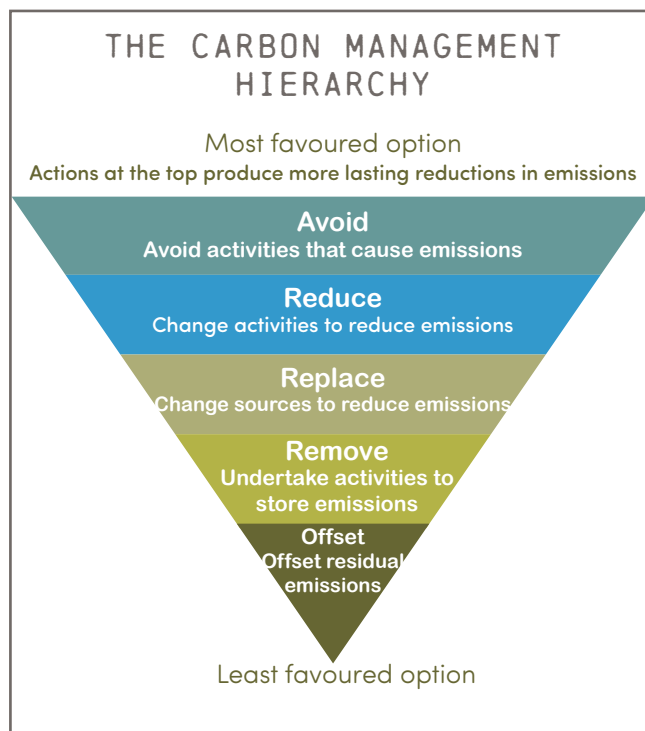 THE CARBON MANAGEMENT
HIERARCHY
Most favoured option
Actions at the top produce more lasting reductions in emissions
Avoid
Avoid activities that cause emissions
Reduce
Change activities to reduce emissions
Replace
Change sources to reduce emissions
Remove
Undertake activities to
store emissions
Offset
Offset residual
emissions
Least favoured option